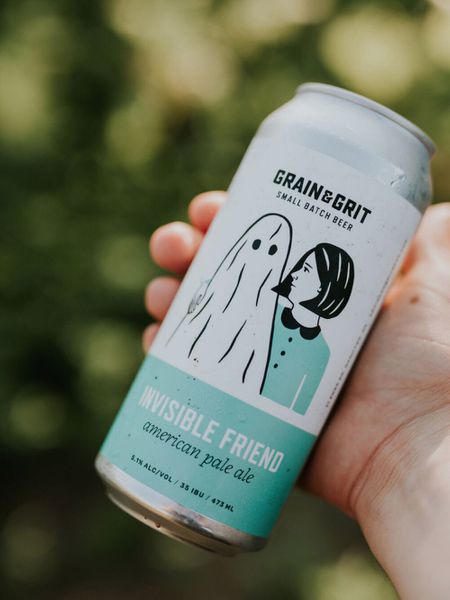 GRAIN&GRIT
SMALL BATCH BEER
INVISIBLE FRIEND
american pale ale
5.1% ALC/VOL / 35 IBU / 473 ML